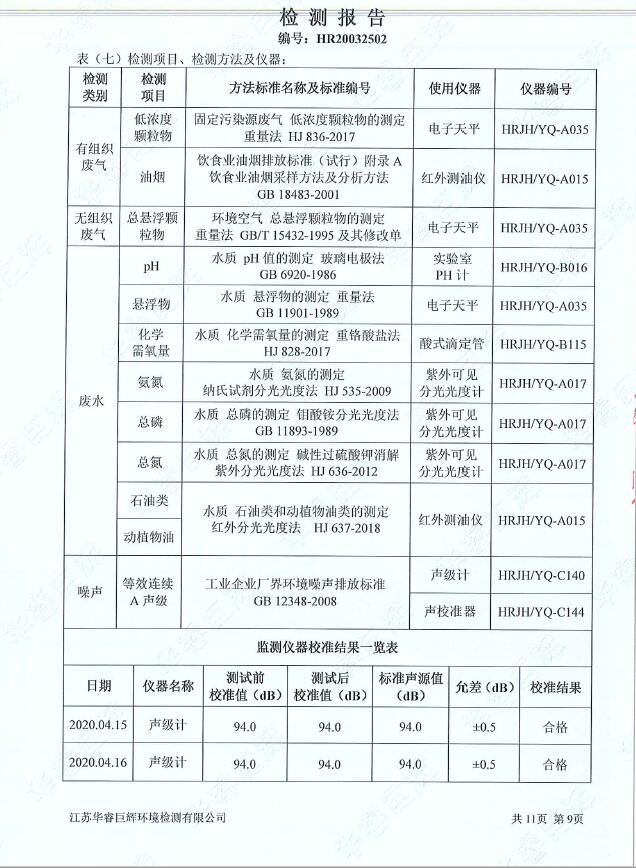 检测报告
编号：HR20032502
表（七）检测项目、检测方法及仪器：
检测类别 检测项目 方法标准名称及标准编号 使用仪器 仪器编号
有组织废气 低浓度颗粒物 固定污染源废气 低浓度颗粒物的测定 重量法 HJ 836-2017 电子天平 HRJH/YQ-A035
油烟 饮食业油烟排放标准（试行）附录 A 饮食业油烟采样方法及分析方法 GB 18483-2001 红外测油仪 HRJH/YQ-A015
无组织废气 总悬浮颗粒物 环境空气 总悬浮颗粒物的测定 重量法 GB/T 15432-1995 及其修改单 电子天平 HRJH/YQ-A035
废水 pH 水质 pH 值的测定 玻璃电极法 GB 6920-1986 实验室 PH 计 HRJH/YQ-B016
悬浮物 水质 悬浮物的测定 重量法 GB 11901-1989 电子天平 HRJH/YQ-A035
化学需氧量 水质 化学需氧量的测定 重铬酸盐法 HJ 828-2017 酸式滴定管 HRJH/YQ-B115
氨氮 水质 氨氮的测定 纳氏试剂分光光度法 HJ 535-2009 紫外可见分光光度计 HRJH/YQ-A017
总磷 水质 总磷的测定 钼酸铵分光光度法 GB 11893-1989 紫外可见分光光度计 HRJH/YQ-A017
总氮 水质 总氮的测定 碱性过硫酸钾消解紫外分光光度法 HJ 636-2012 紫外可见分光光度计 HRJH/YQ-A017
石油类 水质 石油类和动植物油类的测定 红外分光光度法 HJ 637-2018 红外测油仪 HRJH/YQ-A015
动植物油
噪声 等效连续 A 声级 工业企业厂界环境噪声排放标准 GB 12348-2008 声级计 HRJH/YQ-C140
声校准器 HRJH/YQ-C144
监测仪器校准结果一览表
日期 仪器名称 测试前校准值（dB） 测试后校准值（dB） 标准声源值（dB） 允差（dB） 校准结果
2020.04.15 声级计 94.0 94.0 94.0 ±0.5 合格
2020.04.16 声级计 94.0 94.0 94.0 ±0.5 合格
江苏华睿巨辉环境检测有限公司 共 11页 第 9页